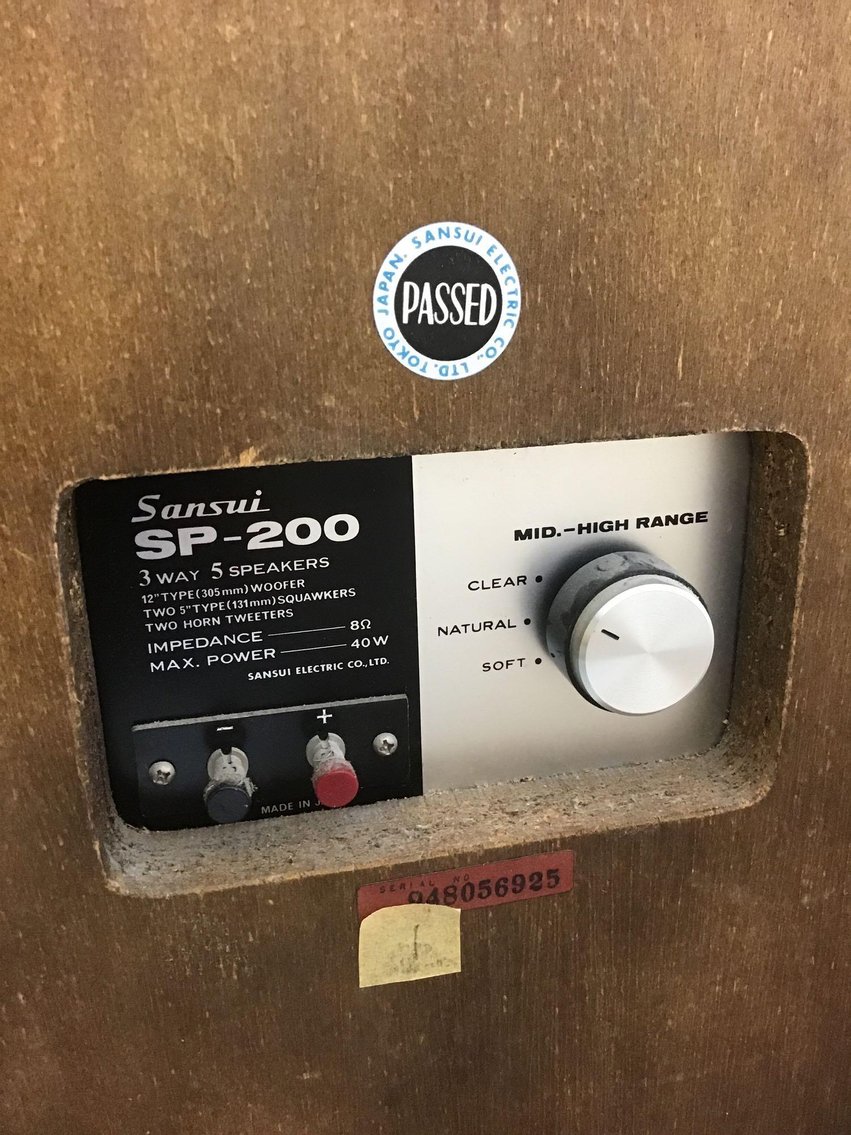 SANSUI ELECTRIC CO., LTD. TOKYO JAPAN.
PASSED
Sansui
SP-200
3 WAY 5 SPEAKERS
12" TYPE (305mm) WOOFER
TWO 5" TYPE (131mm) SQUAWKERS
TWO HORN TWEETERS
IMPEDANCE 8Ω
MAX. POWER 40W
SANSUI ELECTRIC CO., LTD.
- +
MADE IN
MID.-HIGH RANGE
CLEAR
NATURAL
SOFT
SERIAL NO
948056925
1